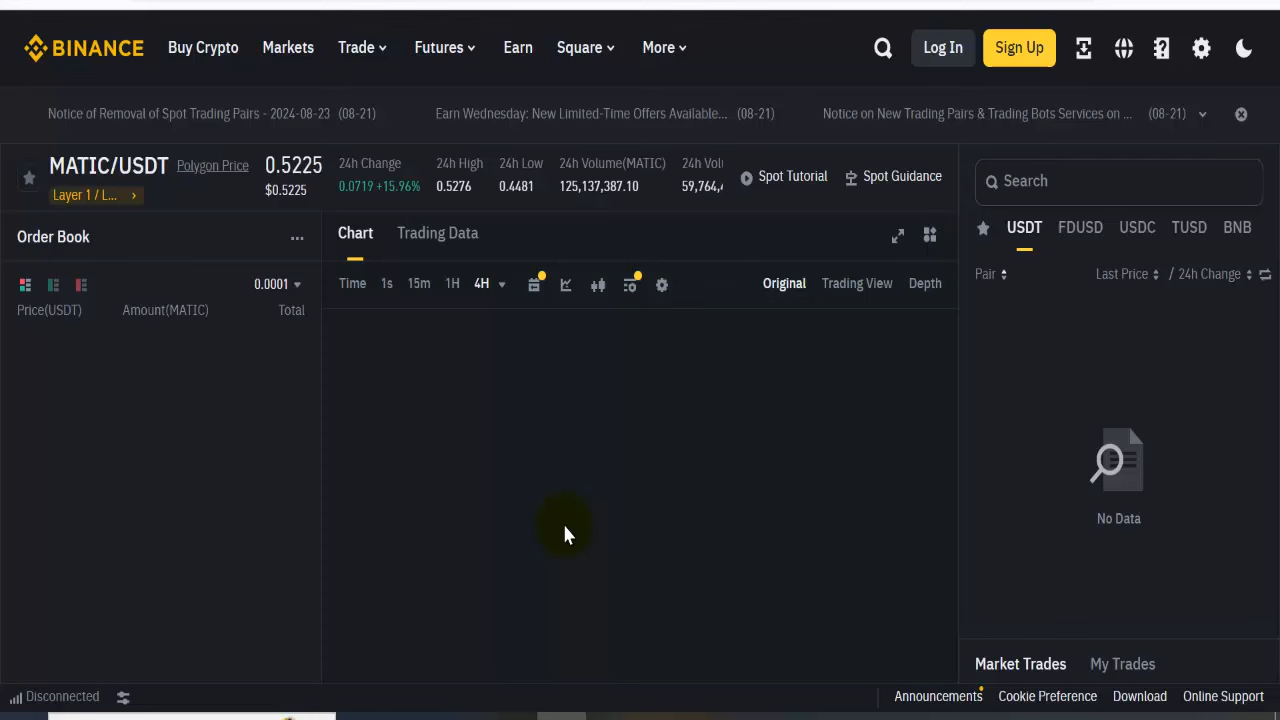 BINANCE Buy Crypto Markets Trade Futures Earn Square More Log In Sign Up
Notice of Removal of Spot Trading Pairs - 2024-08-23 (08-21) Earn Wednesday: New Limited-Time Offers Available... (08-21) Notice on New Trading Pairs & Trading Bots Services on ... (08-21)
MATIC/USDT Polygon Price 0.5225 24h Change 24h High 24h Low 24h Volume(MATIC) 24h Vol Spot Tutorial Spot Guidance Search
Layer 1 / L... $0.5225 0.0719 +15.96% 0.5276 0.4481 125,137,387.10 59,764,
Order Book ... Chart Trading Data USDT FDUSD USDC TUSD BNB
Pair Last Price / 24h Change
0.0001 Time 1s 15m 1H 4H Original Trading View Depth
Price(USDT) Amount(MATIC) Total
No Data
Market Trades My Trades
Disconnected Announcements Cookie Preference Download Online Support